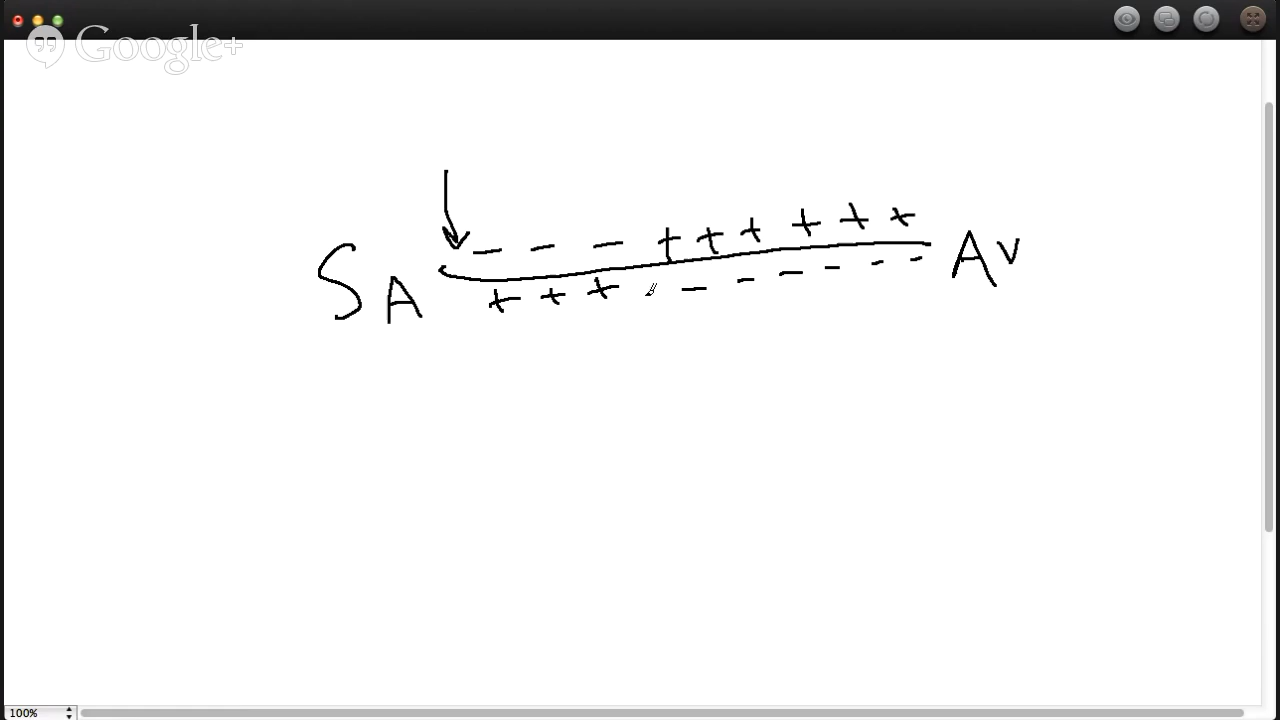 Google+
- - - + + + + + +
SA Av
+ + + - - - - - -
100%